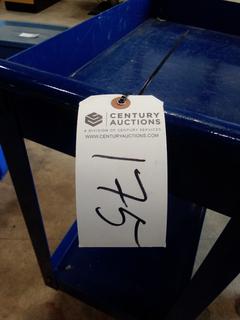 CENTURY
AUCTIONS
A DIVISION OF CENTURY SERVICES
WWW.CENTURYAUCTIONS.COM
175